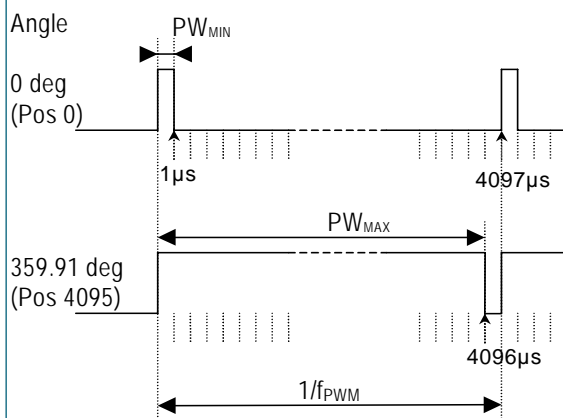 Angle
PWMIN
0 deg
(Pos 0)
1µs
4097µs
PWMAX
359.91 deg
(Pos 4095)
4096µs
1/fPWM